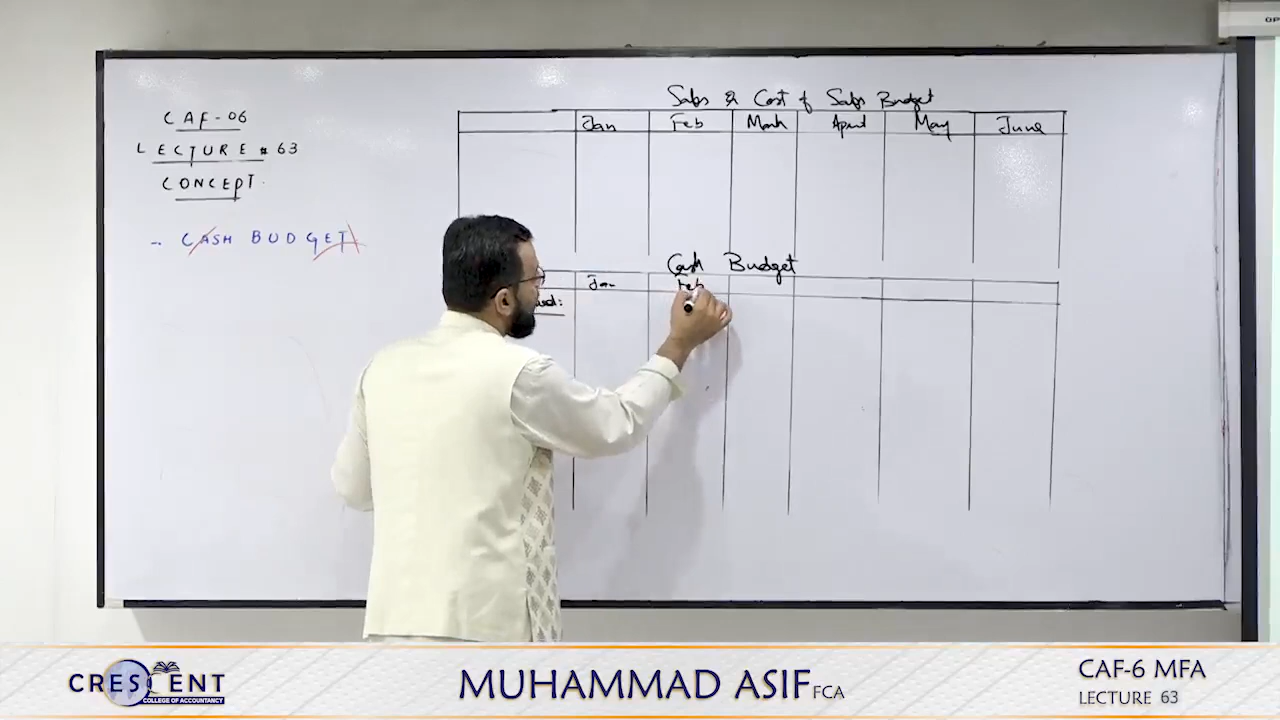 CAF-06
LECTURE # 63
CONCEPT.
- CASH BUDGET
Sales & Cost of Sales Budget
Jan Feb March April May June
Cash Budget
Jan Feb
CRESCENT
COLLEGE OF ACCOUNTANCY
MUHAMMAD ASIF FCA
CAF-6 MFA
LECTURE 63